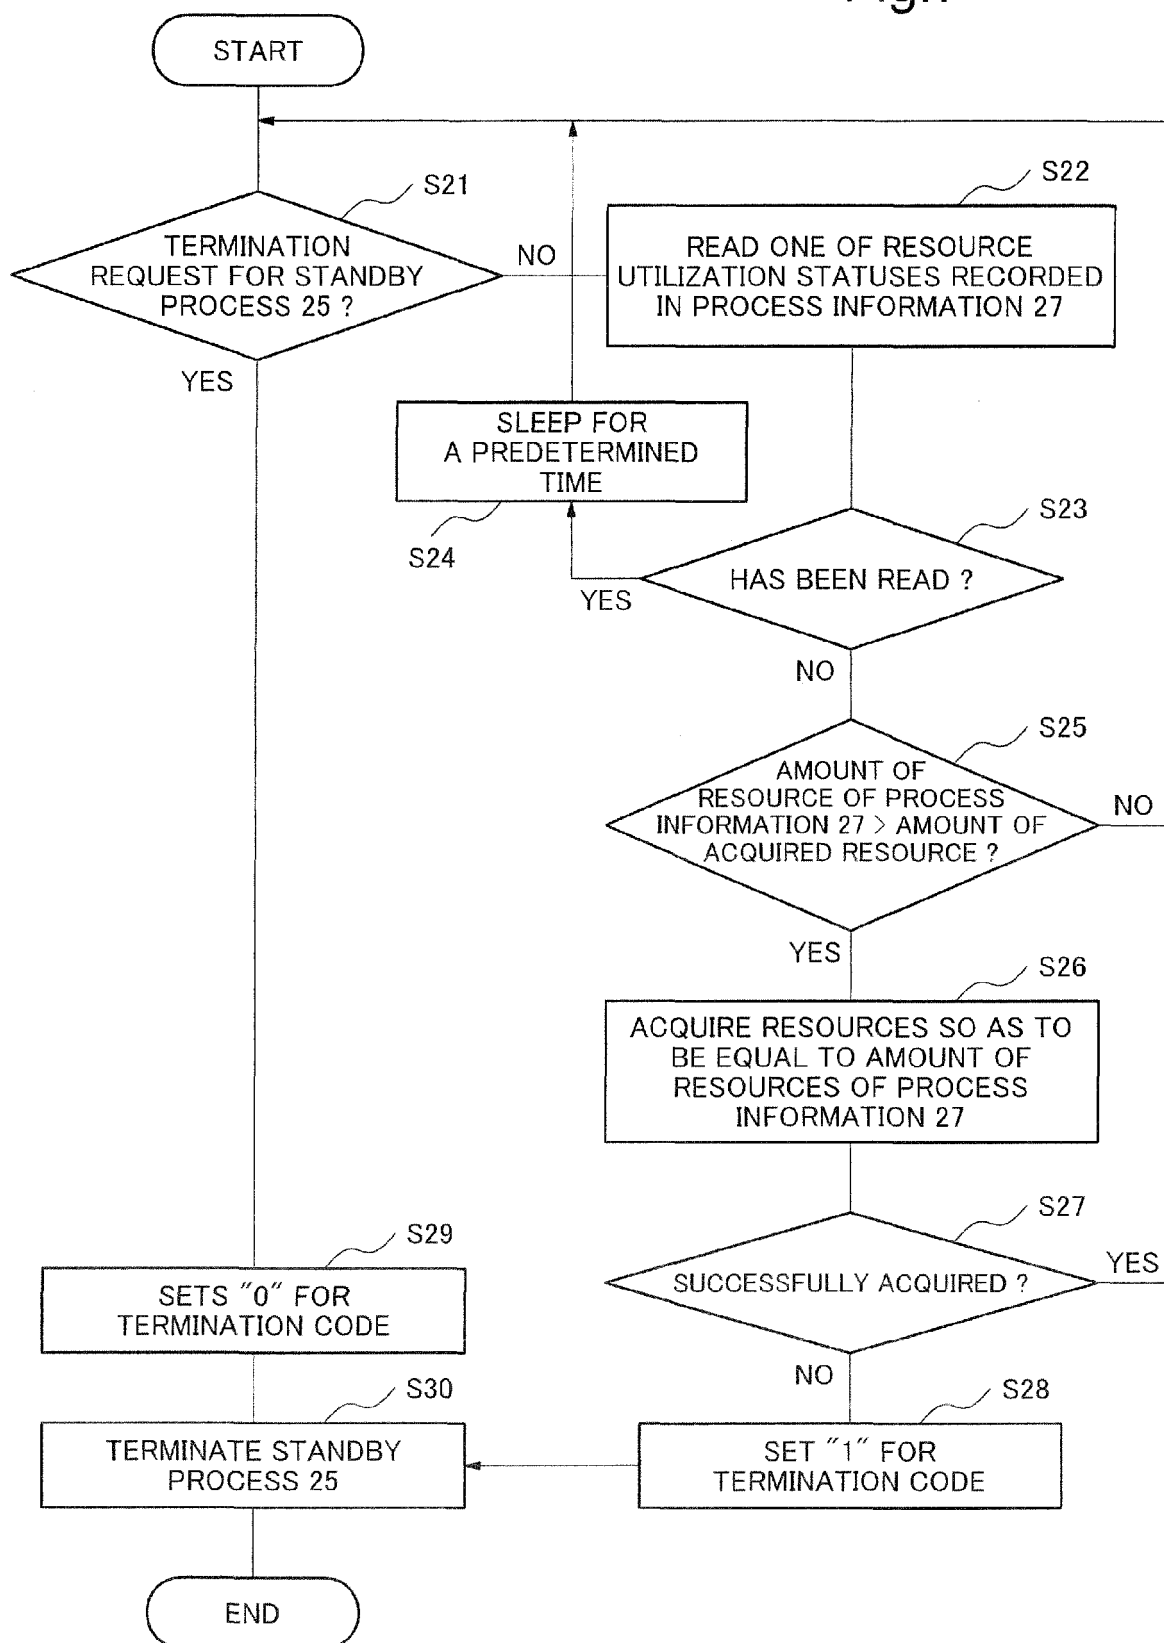 START
S21
TERMINATION
REQUEST FOR STANDBY
PROCESS 25 ?
NO
YES
S22
READ ONE OF RESOURCE
UTILIZATION STATUSES RECORDED
IN PROCESS INFORMATION 27
SLEEP FOR
A PREDETERMINED
TIME
S24
S23
HAS BEEN READ ?
YES
NO
S25
AMOUNT OF
RESOURCE OF PROCESS
INFORMATION 27 > AMOUNT OF
ACQUIRED RESOURCE ?
NO
YES
S26
ACQUIRE RESOURCES SO AS TO
BE EQUAL TO AMOUNT OF
RESOURCES OF PROCESS
INFORMATION 27
S27
SUCCESSFULLY ACQUIRED ?
YES
NO
S29
SETS "0" FOR
TERMINATION CODE
S28
SET "1" FOR
TERMINATION CODE
S30
TERMINATE STANDBY
PROCESS 25
END